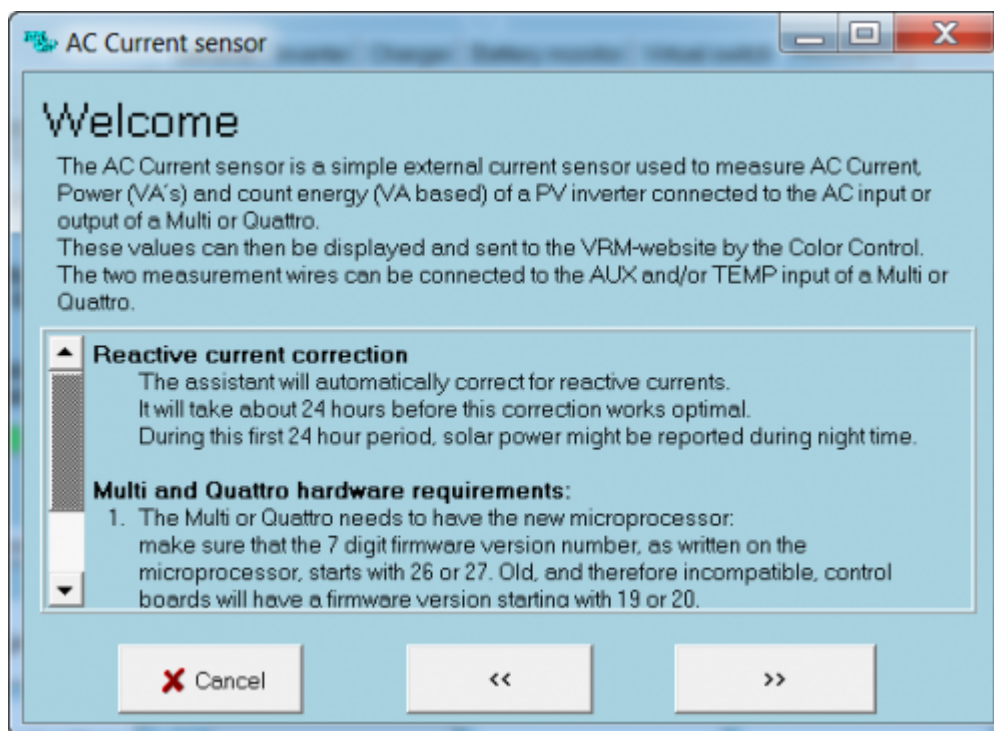 AC Current sensor
Welcome
The AC Current sensor is a simple external current sensor used to measure AC Current,
Power (VA's) and count energy (VA based) of a PV inverter connected to the AC input or
output of a Multi or Quattro.
These values can then be displayed and sent to the VRM-website by the Color Control.
The two measurement wires can be connected to the AUX and/or TEMP input of a Multi or
Quattro.
Reactive current correction
The assistant will automatically correct for reactive currents.
It will take about 24 hours before this correction works optimal.
During this first 24 hour period, solar power might be reported during night time.
Multi and Quattro hardware requirements:
1. The Multi or Quattro needs to have the new microprocessor:
make sure that the 7 digit firmware version number, as written on the
microprocessor, starts with 26 or 27. Old, and therefore incompatible, control
boards will have a firmware version starting with 19 or 20.
Cancel
<<
>>